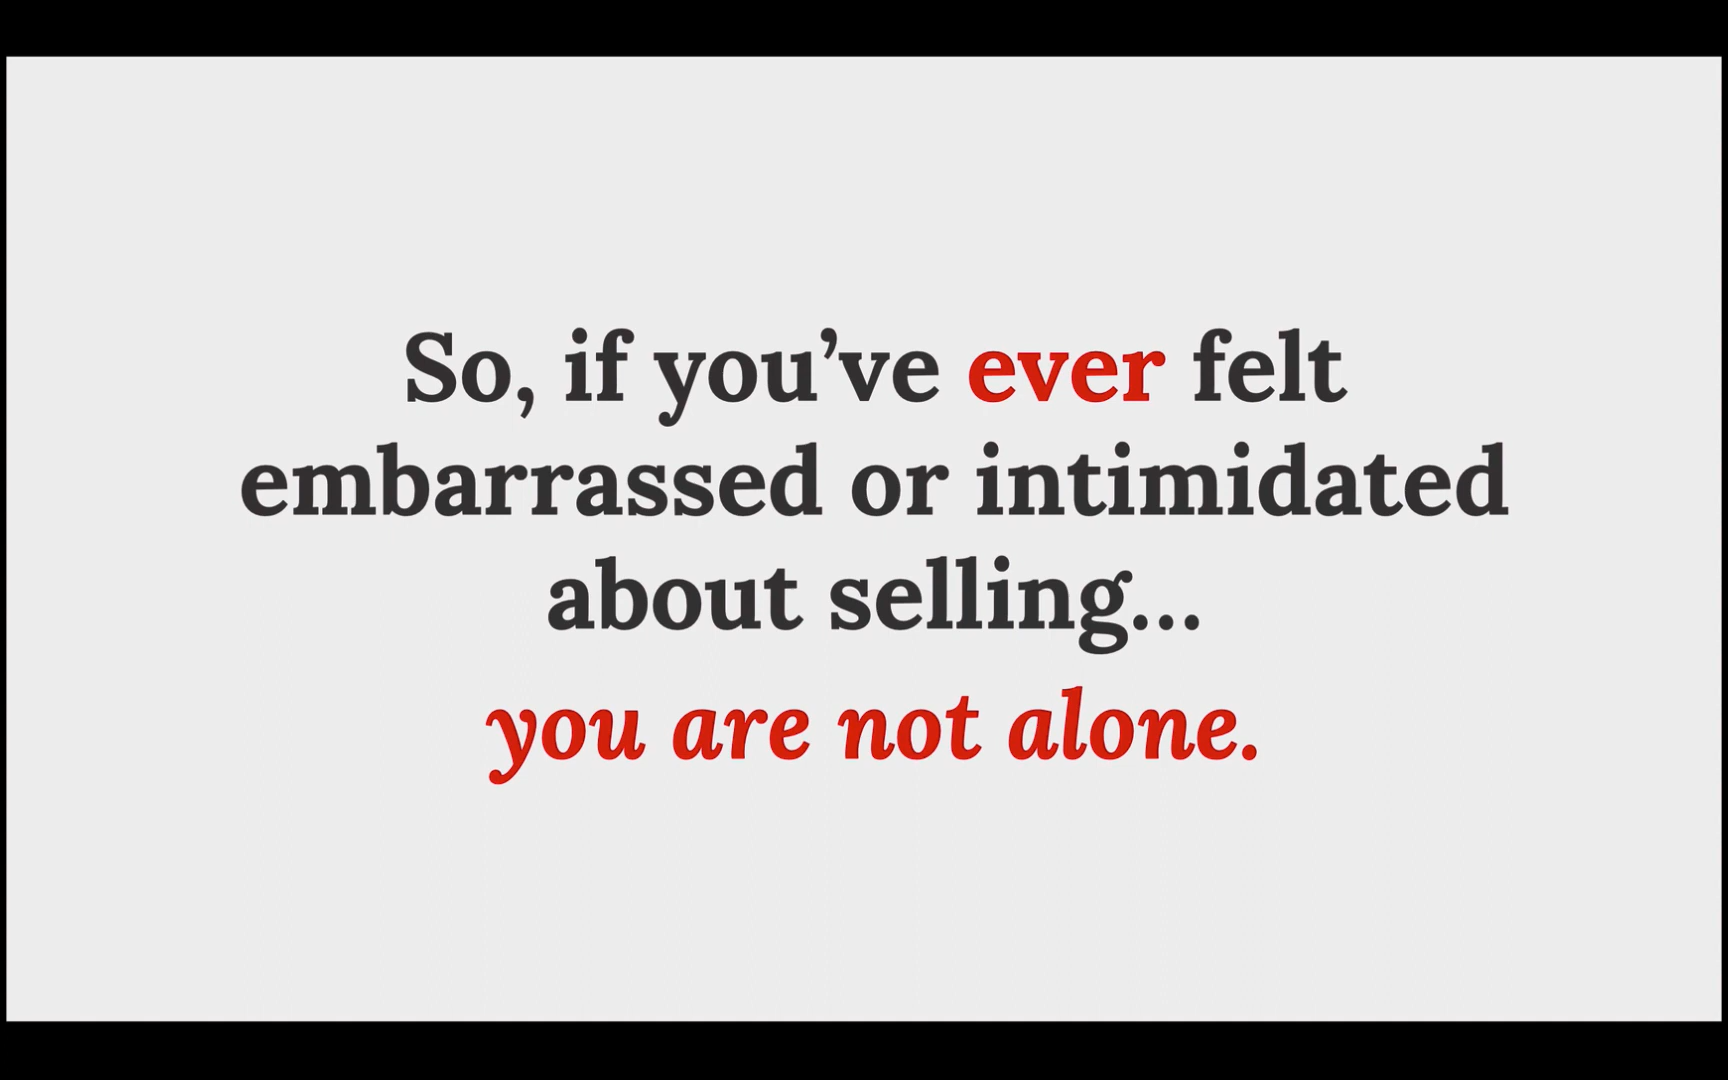 So, if you’ve ever felt
embarrassed or intimidated
about selling...
you are not alone.